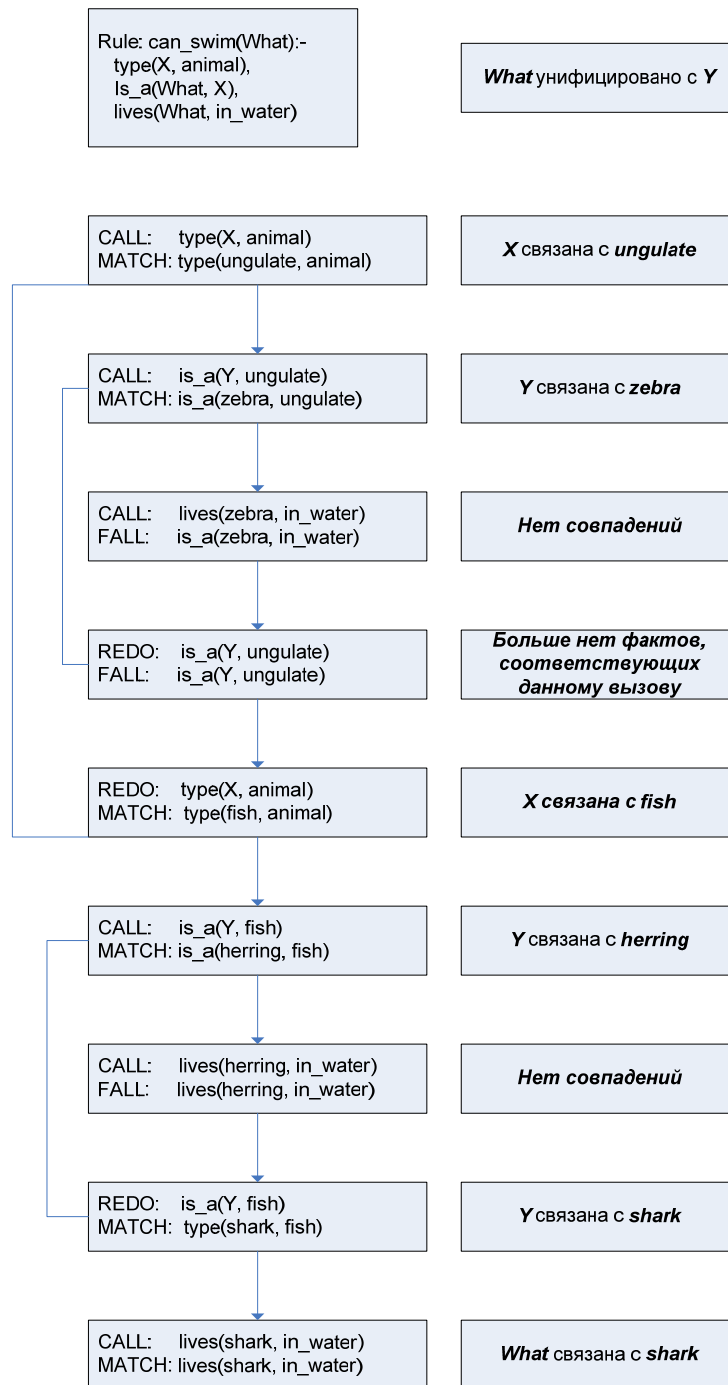 Rule: can_swim(What):-
type(X, animal),
Is_a(What, X),
lives(What, in_water)
What унифицировано с Y
CALL: type(X, animal)
MATCH: type(ungulate, animal)
X связана с ungulate
CALL: is_a(Y, ungulate)
MATCH: is_a(zebra, ungulate)
Y связана с zebra
CALL: lives(zebra, in_water)
FALL: is_a(zebra, in_water)
Нет совпадений
REDO: is_a(Y, ungulate)
FALL: is_a(Y, ungulate)
Больше нет фактов,
соответствующих
данному вызову
REDO: type(X, animal)
MATCH: type(fish, animal)
X связана с fish
CALL: is_a(Y, fish)
MATCH: is_a(herring, fish)
Y связана с herring
CALL: lives(herring, in_water)
FALL: lives(herring, in_water)
Нет совпадений
REDO: is_a(Y, fish)
MATCH: type(shark, fish)
Y связана с shark
CALL: lives(shark, in_water)
MATCH: lives(shark, in_water)
What связана с shark